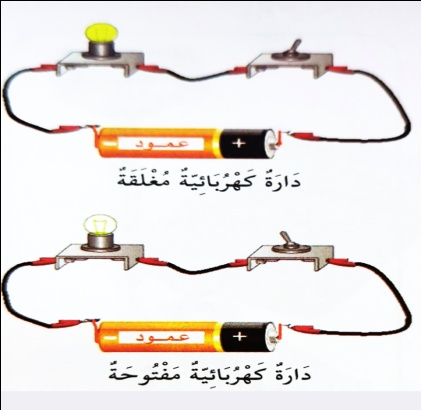 عمود +
دَارَةٌ كَهْرُبَائِيَّةٌ مُغْلَقَةٌ
عمود +
دَارَةٌ كَهْرُبَائِيَّةٌ مَفْتُوحَةٌ